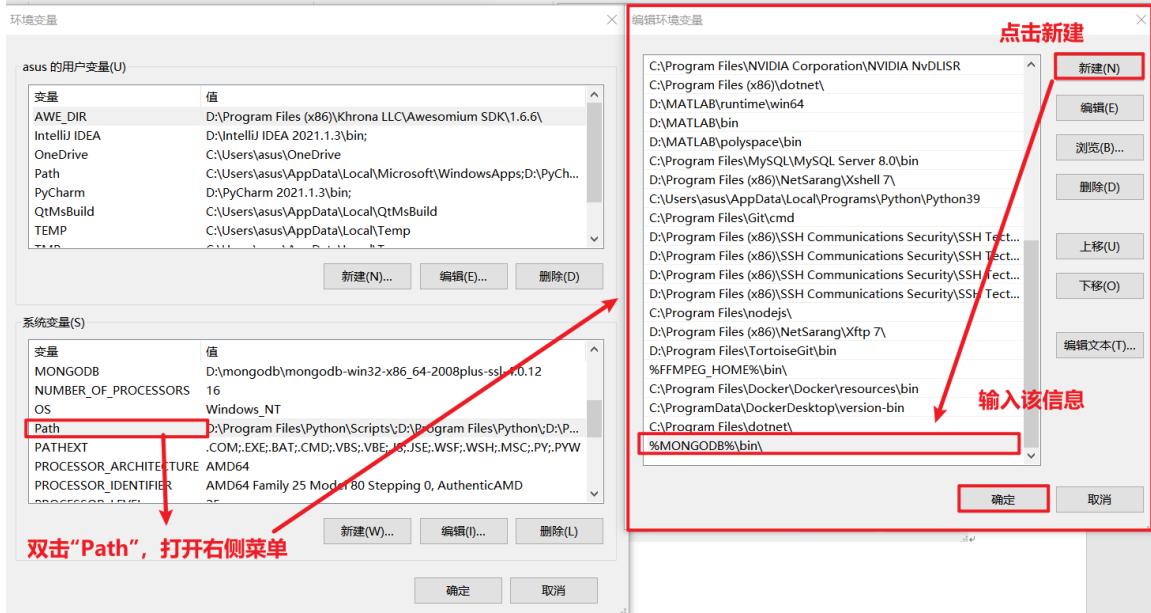 环境变量
asus 的用户变量(U)
变量 值
AWE_DIR D:\Program Files (x86)\Khrona LLC\Awesomium SDK\1.6.6\
IntelliJ IDEA D:\IntelliJ IDEA 2021.1.3\bin;
OneDrive C:\Users\asus\OneDrive
Path C:\Users\asus\AppData\Local\Microsoft\WindowsApps;D:\PyCh...
PyCharm D:\PyCharm 2021.1.3\bin;
QtMsBuild C:\Users\asus\AppData\Local\QtMsBuild
TEMP C:\Users\asus\AppData\Local\Temp
新建(N)... 编辑(E)... 删除(D)
系统变量(S)
变量 值
MONGODB D:\mongodb\mongodb-win32-x86_64-2008plus-ssl-4.0.12
NUMBER_OF_PROCESSORS 16
OS Windows_NT
Path D:\Program Files\Python\Scripts\;D:\Program Files\Python\;D:\P...
PATHEXT .COM;.EXE;.BAT;.CMD;.VBS;.VBE;.JS;.JSE;.WSF;.WSH;.MSC;.PY;.PYW
PROCESSOR_ARCHITECTURE AMD64
PROCESSOR_IDENTIFIER AMD64 Family 25 Model 80 Stepping 0, AuthenticAMD
新建(W)... 编辑(I)... 删除(L)
双击“Path”，打开右侧菜单
确定 取消
编辑环境变量
点击新建
C:\Program Files\NVIDIA Corporation\NVIDIA NvDLISR
C:\Program Files (x86)\dotnet\
D:\MATLAB\runtime\win64
D:\MATLAB\bin
D:\MATLAB\polyspace\bin
C:\Program Files\MySQL\MySQL Server 8.0\bin
D:\Program Files (x86)\NetSarang\Xshell 7\
C:\Users\asus\AppData\Local\Programs\Python\Python39
C:\Program Files\Git\cmd
D:\Program Files (x86)\SSH Communications Security\SSH Tect...
D:\Program Files (x86)\SSH Communications Security\SSH Tect...
D:\Program Files (x86)\SSH Communications Security\SSH Tect...
D:\Program Files (x86)\SSH Communications Security\SSH Tect...
C:\Program Files\nodejs\
D:\Program Files (x86)\NetSarang\Xftp 7\
D:\Program Files\TortoiseGit\bin
%FFMPEG_HOME%\bin\
C:\Program Files\Docker\Docker\resources\bin
C:\ProgramData\DockerDesktop\version-bin
C:\Program Files\dotnet\
%MONGODB%\bin\
输入该信息
新建(N)
编辑(E)
浏览(B)...
删除(D)
上移(U)
下移(O)
编辑文本(T)...
确定 取消